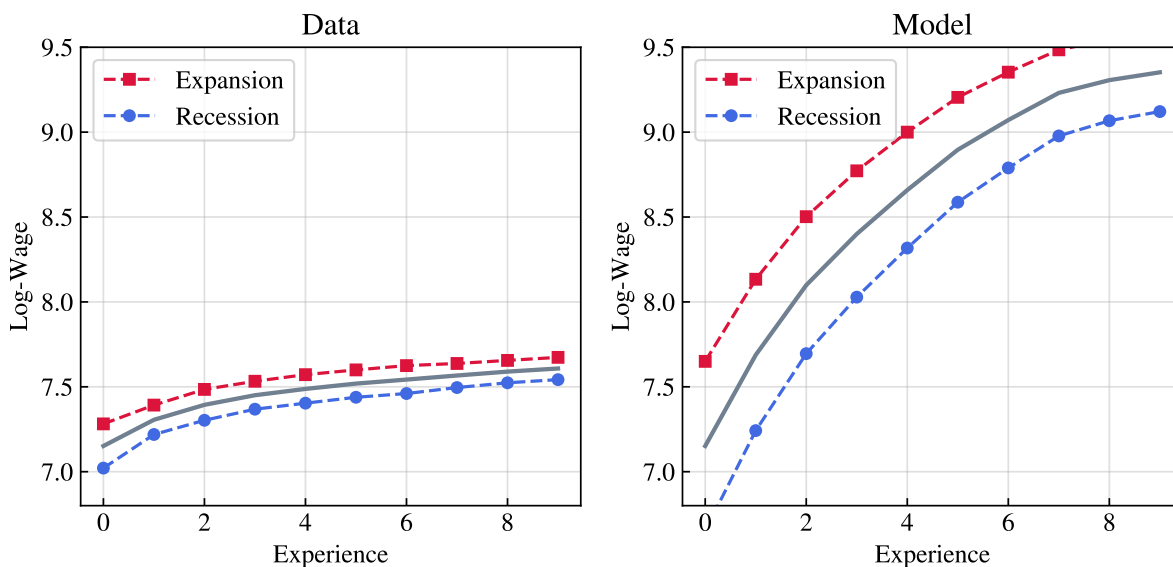 Data
9.5
9.0
8.5
8.0
7.5
7.0
Log-Wage
Expansion
Recession
0 2 4 6 8
Experience
Model
9.5
9.0
8.5
8.0
7.5
7.0
Log-Wage
Expansion
Recession
0 2 4 6 8
Experience